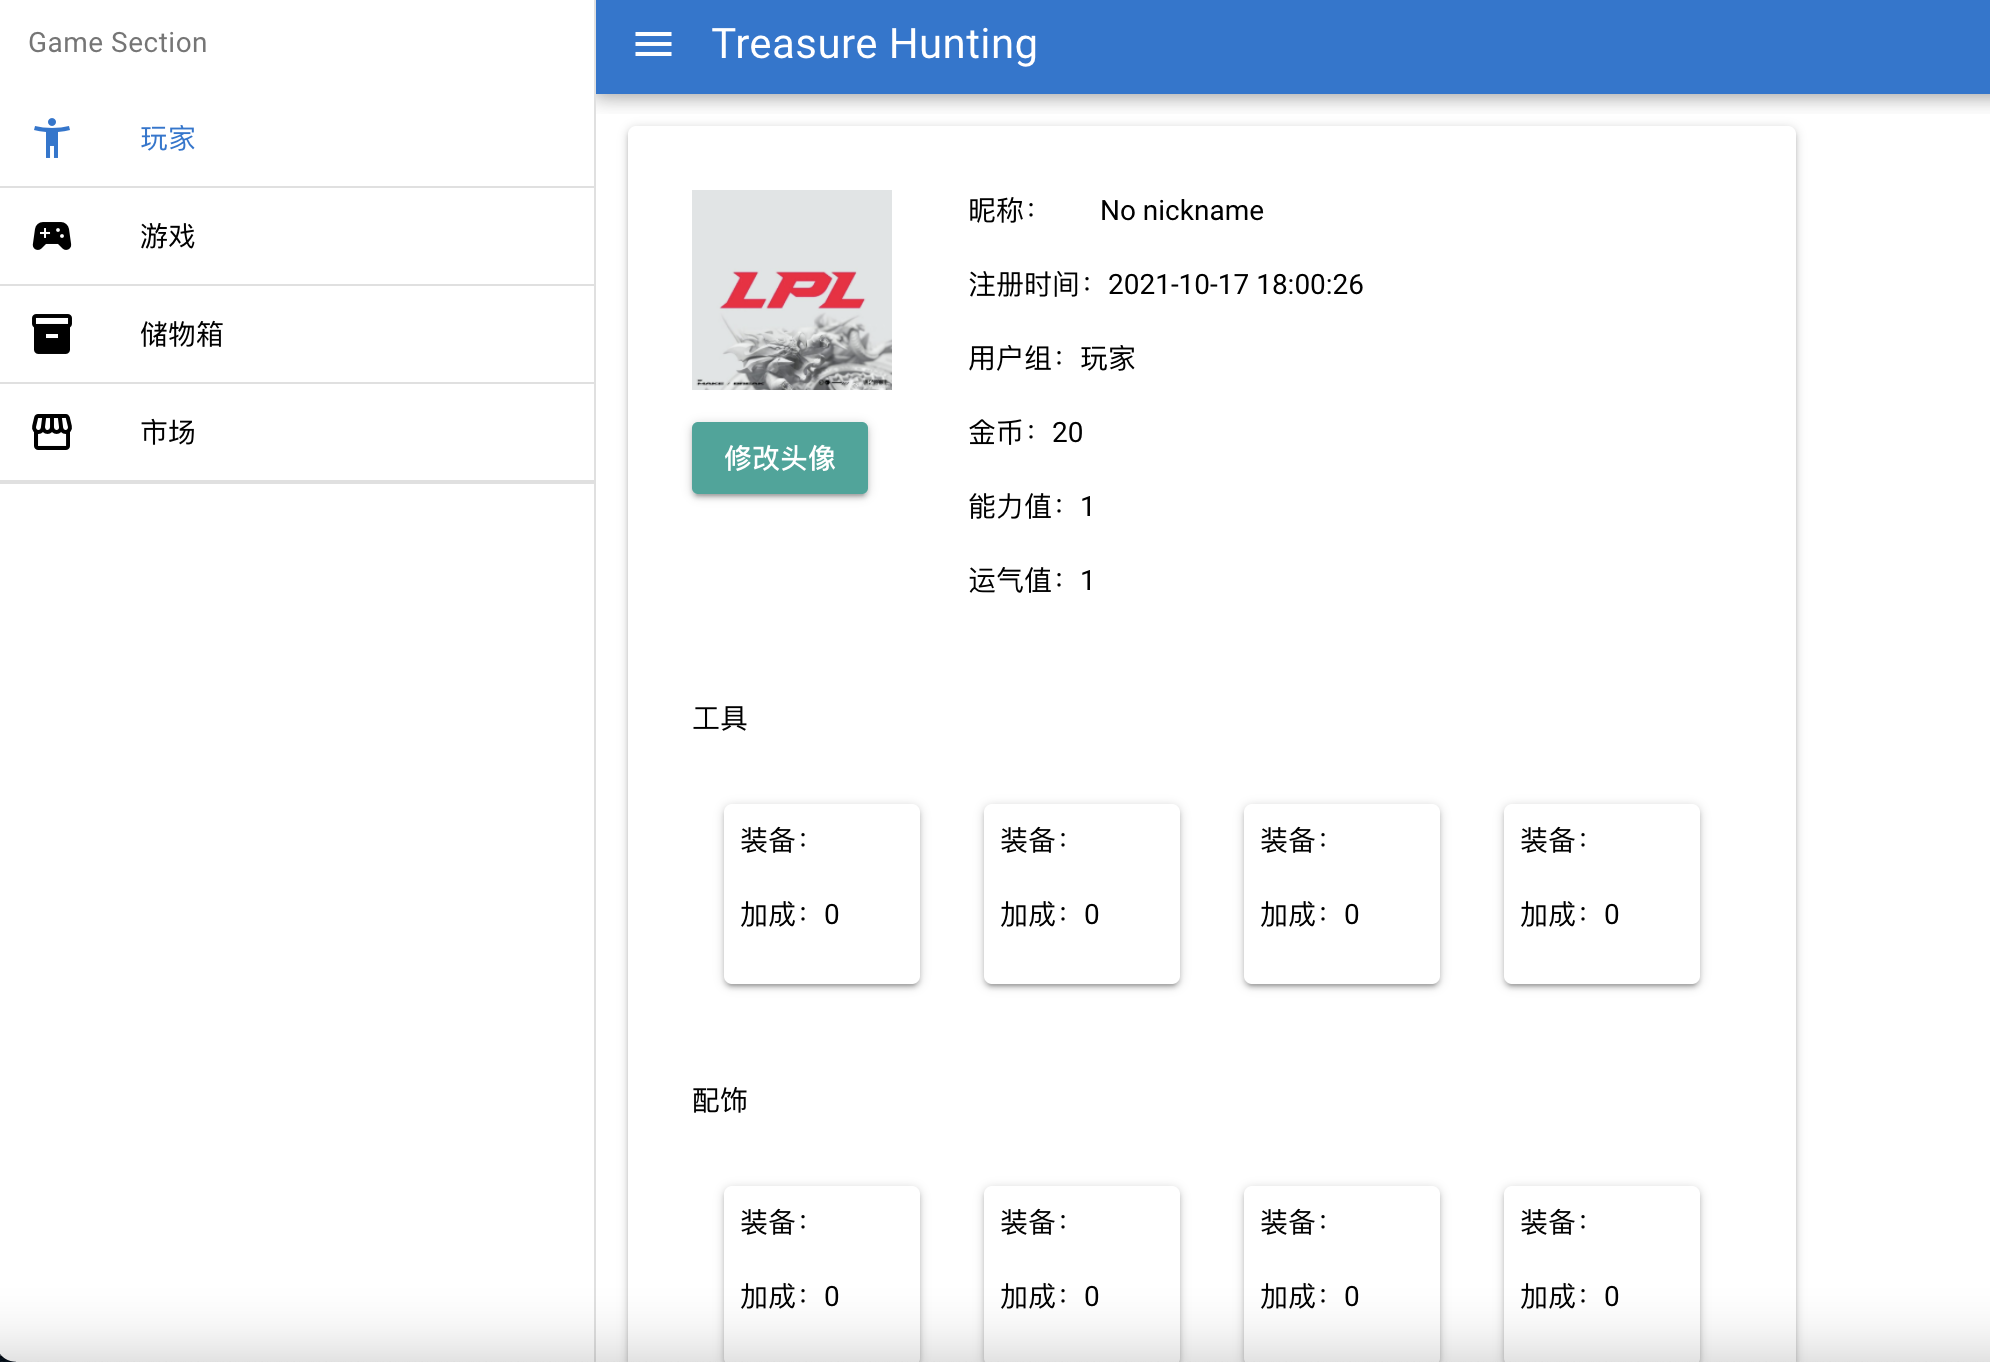 Game Section
玩家
游戏
储物箱
市场
Treasure Hunting
LPL
修改头像
昵称： No nickname
注册时间：2021-10-17 18:00:26
用户组：玩家
金币：20
能力值：1
运气值：1
工具
装备： 装备： 装备： 装备：
加成：0 加成：0 加成：0 加成：0
配饰
装备： 装备： 装备： 装备：
加成：0 加成：0 加成：0 加成：0